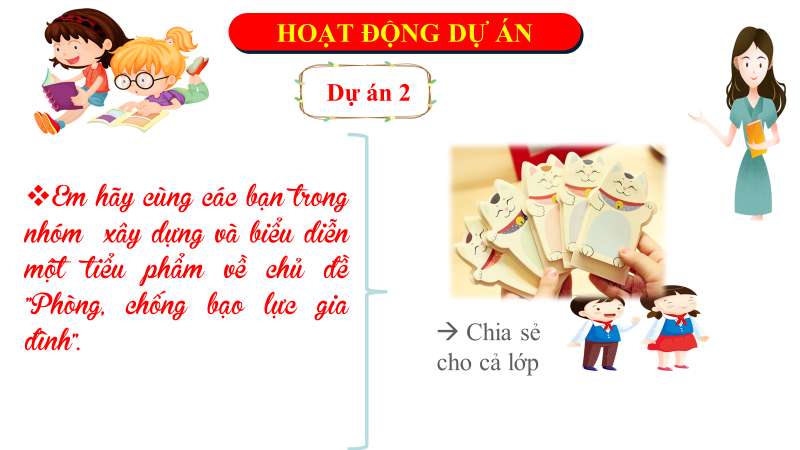 HOẠT ĐỘNG DỰ ÁN
Dự án 2
❖Em hãy cùng các bạn trong
nhóm xây dựng và biểu diễn
một tiểu phẩm về chủ đề
"Phòng, chống bạo lực gia
đình".
→ Chia sẻ
cho cả lớp